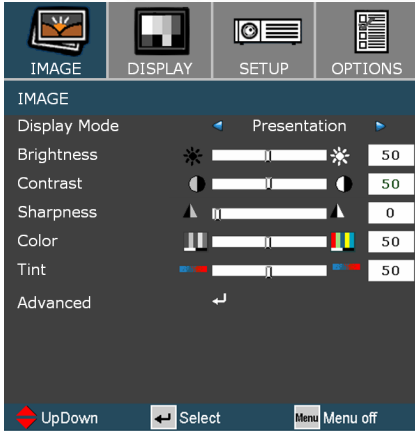 IMAGE DISPLAY SETUP OPTIONS
IMAGE
Display Mode Presentation
Brightness 50
Contrast 50
Sharpness 0
Color 50
Tint 50
Advanced
UpDown Select Menu Menu off